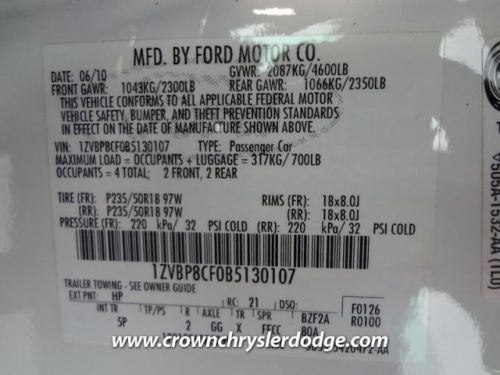 MFD. BY FORD MOTOR CO.
DATE: 06/10 GVWR: 2087KG/4600LB
FRONT GAWR: 1043KG/2300LB REAR GAWR: 1066KG/2350LB
THIS VEHICLE CONFORMS TO ALL APPLICABLE FEDERAL MOTOR
VEHICLE SAFETY, BUMPER, AND THEFT PREVENTION STANDARDS
IN EFFECT ON THE DATE OF MANUFACTURE SHOWN ABOVE.
VIN: 1ZVBP8CF0B5130107 TYPE: Passenger Car
MAXIMUM LOAD = OCCUPANTS + LUGGAGE = 317KG/700LB
OCCUPANTS = 4 TOTAL; 2 FRONT, 2 REAR
TIRE (FR): P235/50R18 97W RIMS (FR): 18x8.0J
(RR): P235/50R18 97W (RR): 18x8.0J
PRESSURE (FR): 220 kPa/ 32 PSI COLD (RR): 220 kPa/ 32 PSI COLD
1ZVBP8CF0B5130107
TRAILER TOWING - SEE OWNER GUIDE
EXT PNT: HP RC: 21 DSO: F0126
INT TR TP/PS R AXLE TR SPR BZF2A R0100
SP 2 GG X FFCC
www.crownchryslerdodge.com